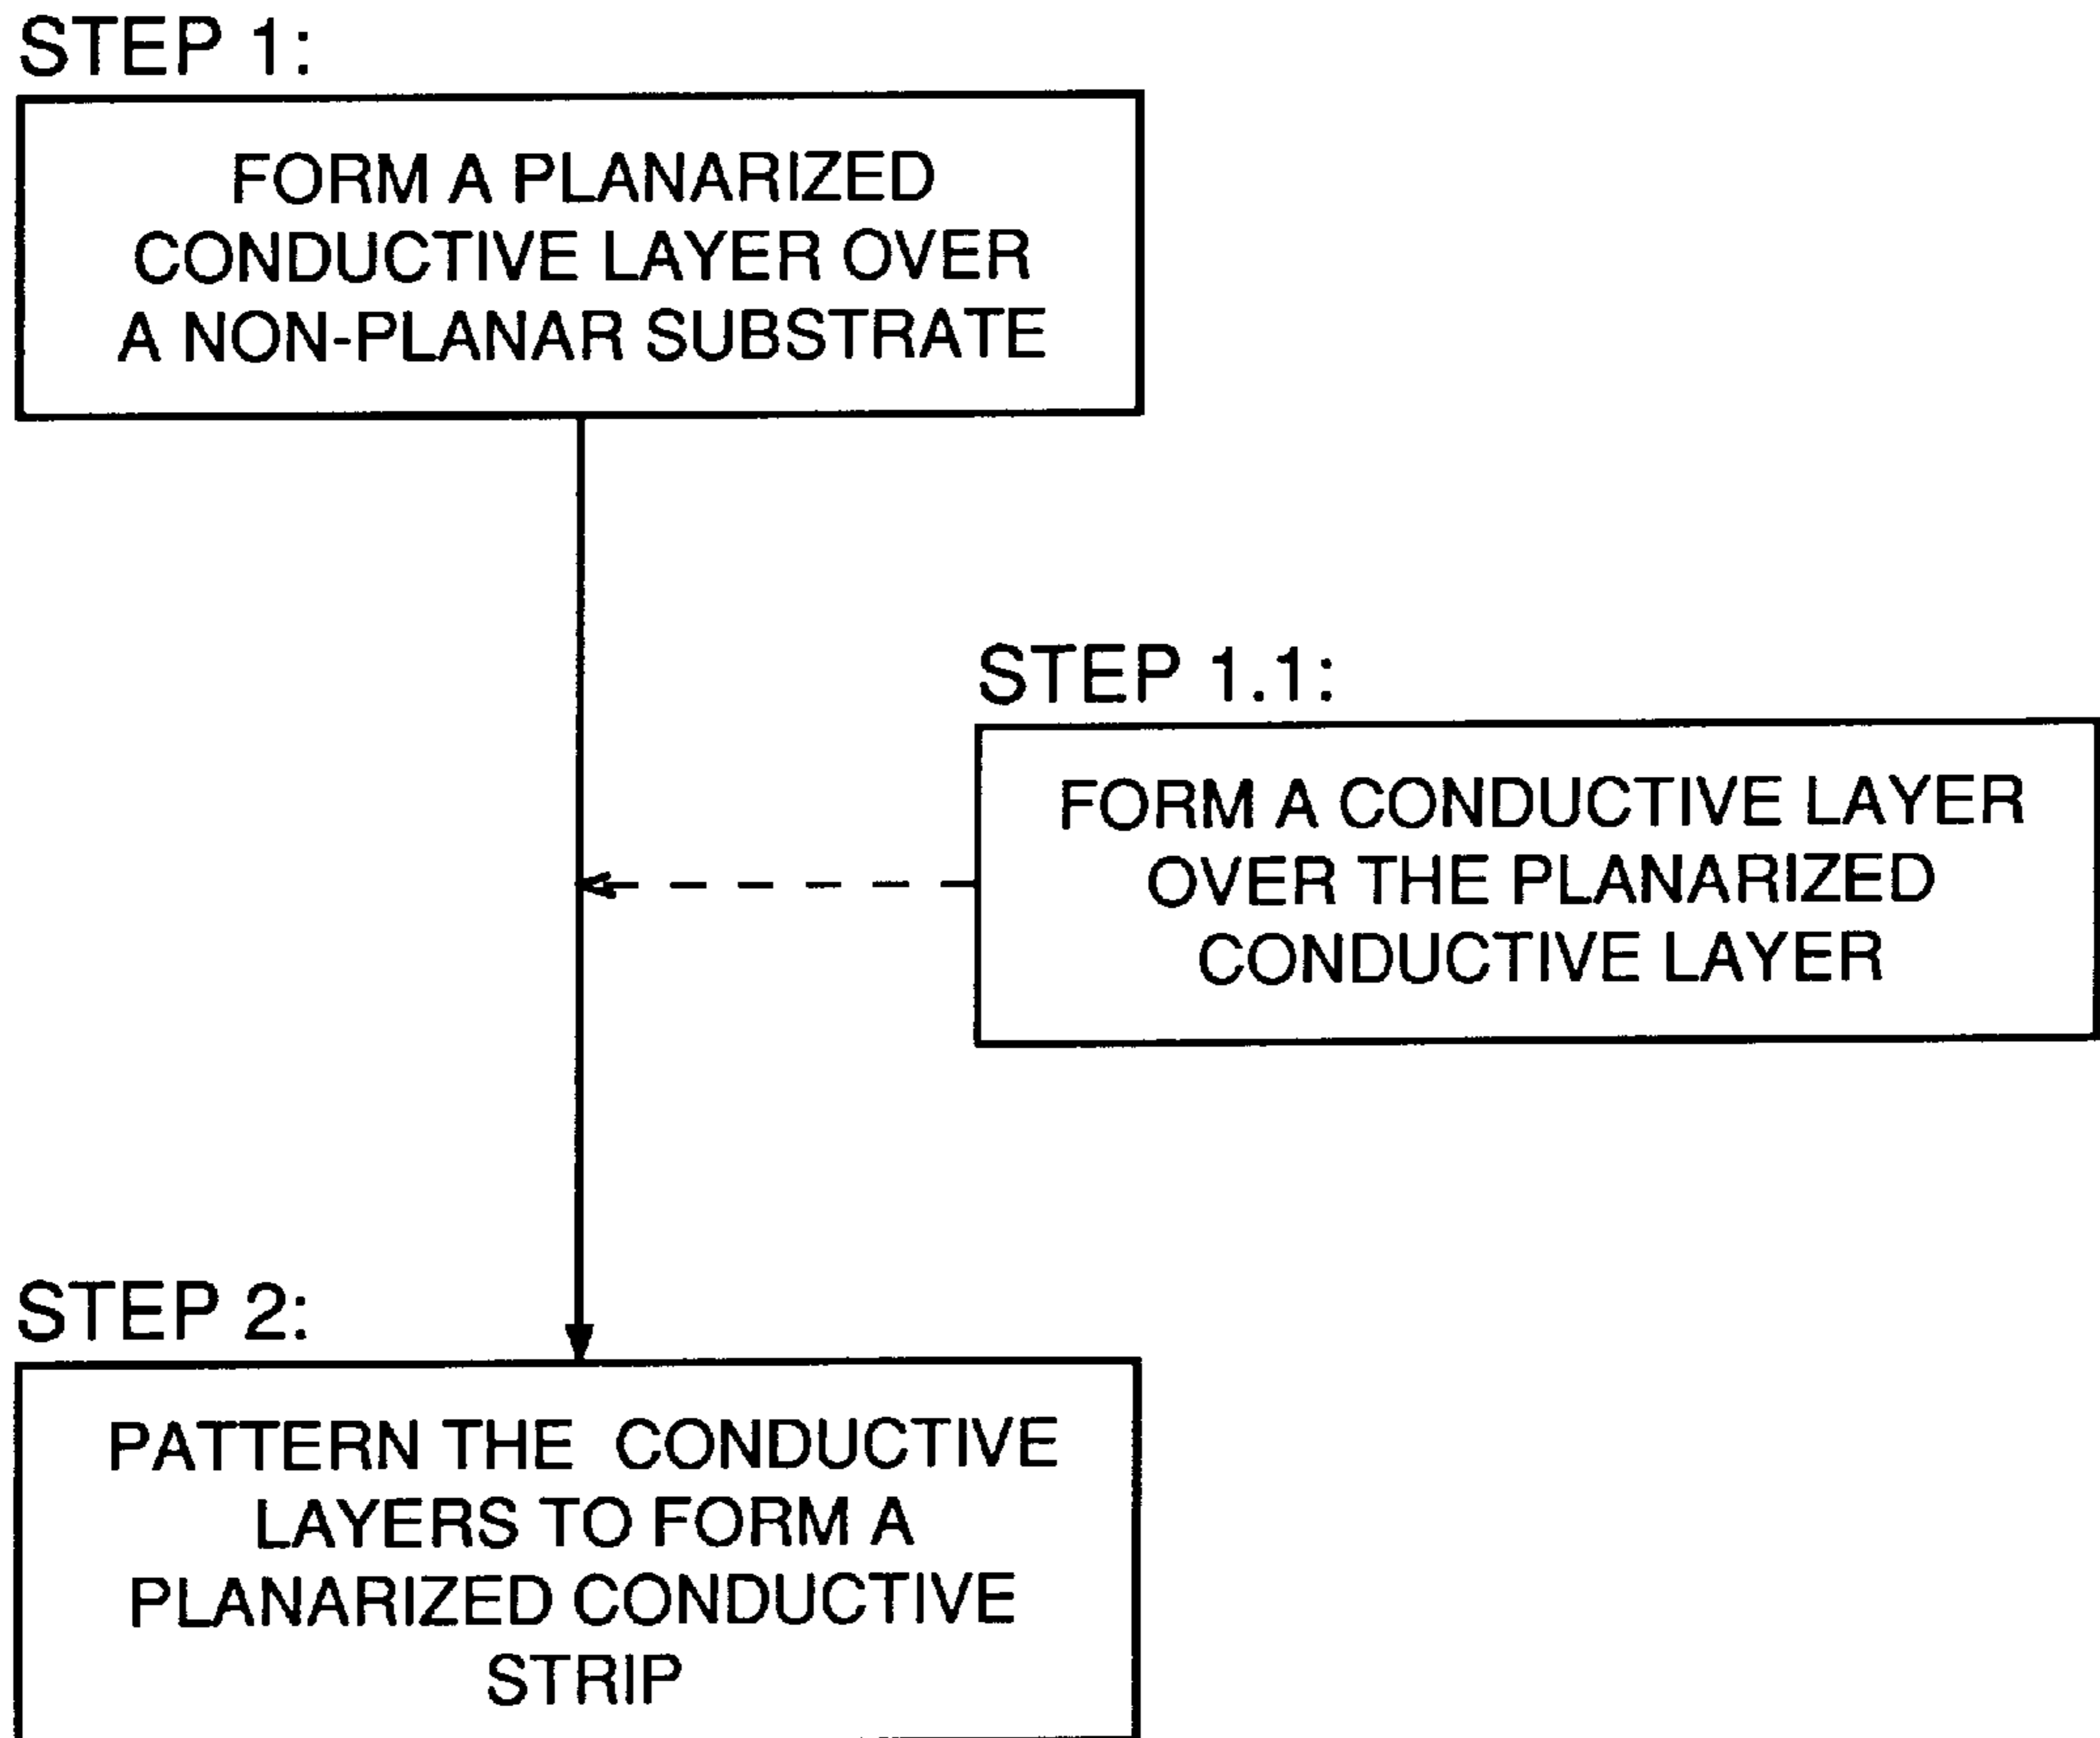 STEP 1:
FORM A PLANARIZED
CONDUCTIVE LAYER OVER
A NON-PLANAR SUBSTRATE
STEP 1.1:
FORM A CONDUCTIVE LAYER
OVER THE PLANARIZED
CONDUCTIVE LAYER
STEP 2:
PATTERN THE CONDUCTIVE
LAYERS TO FORM A
PLANARIZED CONDUCTIVE
STRIP